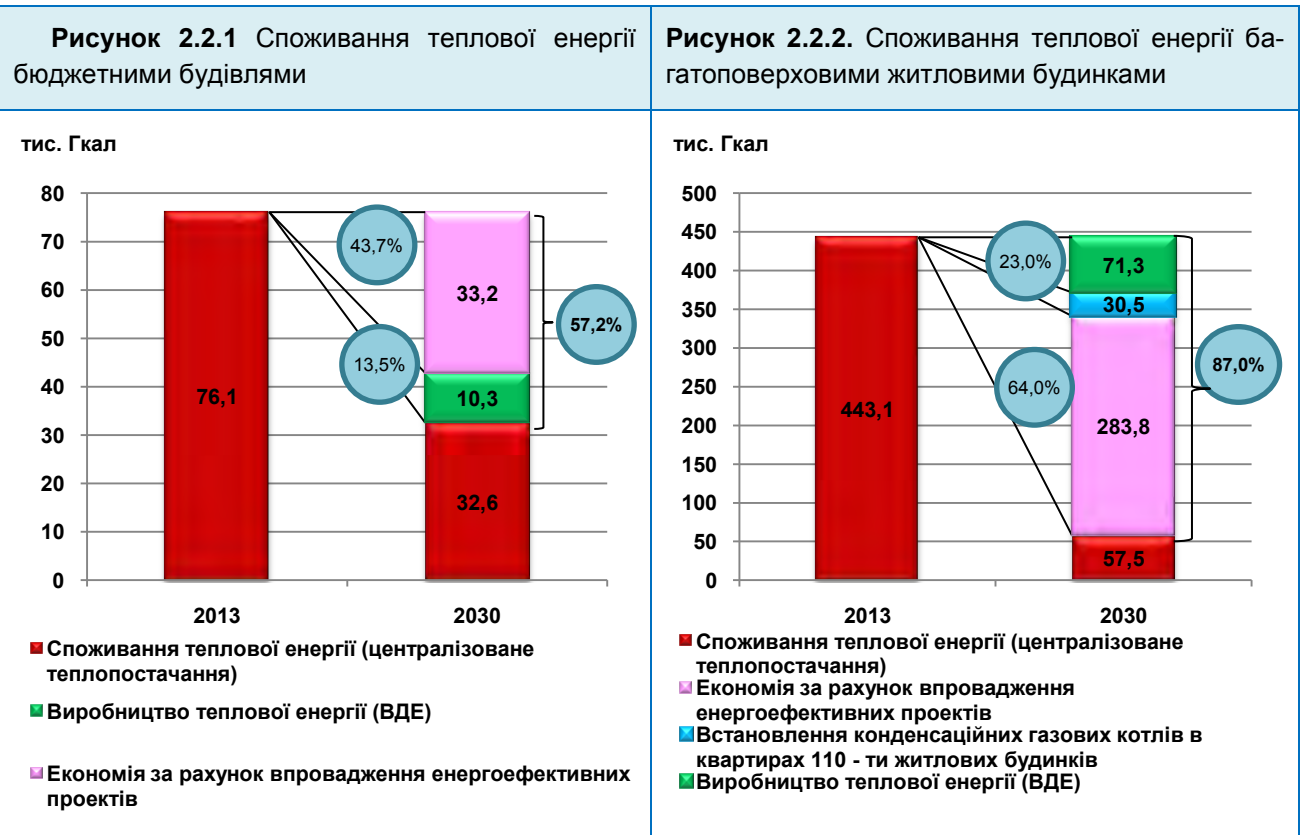 Рисунок 2.2.1 Споживання теплової енергії
бюджетними будівлями
Рисунок 2.2.2. Споживання теплової енергії ба-
гатоповерховими житловими будинками
тис. Гкал
80
70
60
50
40
30
20
10
0
76,1
43,7%
13,5%
33,2
10,3
32,6
57,2%
2013
2030
Споживання теплової енергії (централізоване
теплопостачання)
Виробництво теплової енергії (ВДЕ)
Економія за рахунок впровадження енергоефективних
проектів
тис. Гкал
500
450
400
350
300
250
200
150
100
50
0
443,1
23,0%
64,0%
71,3
30,5
283,8
57,5
87,0%
2013
2030
Споживання теплової енергії (централізоване
теплопостачання)
Економія за рахунок впровадження
енергоефективних проектів
Встановлення конденсаційних газових котлів в
квартирах 110 - ти житлових будинків
Виробництво теплової енергії (ВДЕ)